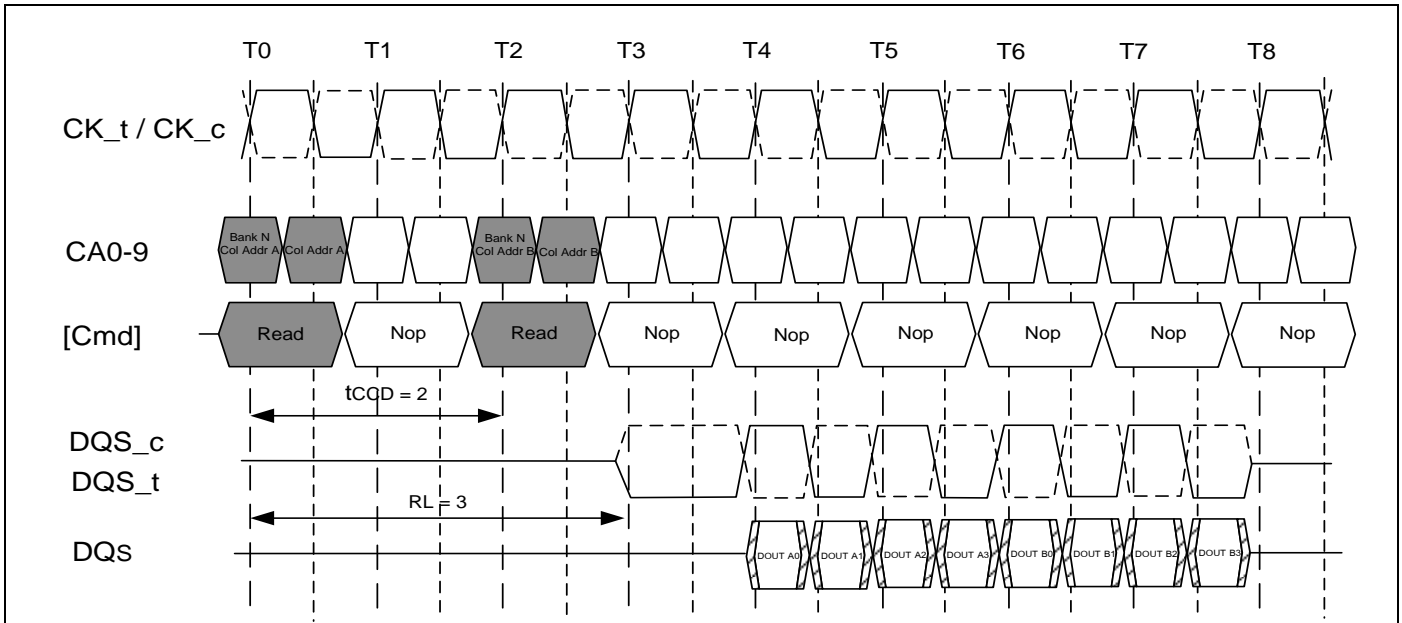 T0 T1 T2 T3 T4 T5 T6 T7 T8
CK_t / CK_c
CA0-9
Bank N
Col Addr A
Col Addr A
Bank N
Col Addr B
Col Addr B
[Cmd]
Read Nop Read Nop Nop Nop Nop Nop Nop
tCCD = 2
DQS_c
DQS_t
RL = 3
DQs
DOUT A0 DOUT A1 DOUT A2 DOUT A3 DOUT B0 DOUT B1 DOUT B2 DOUT B3